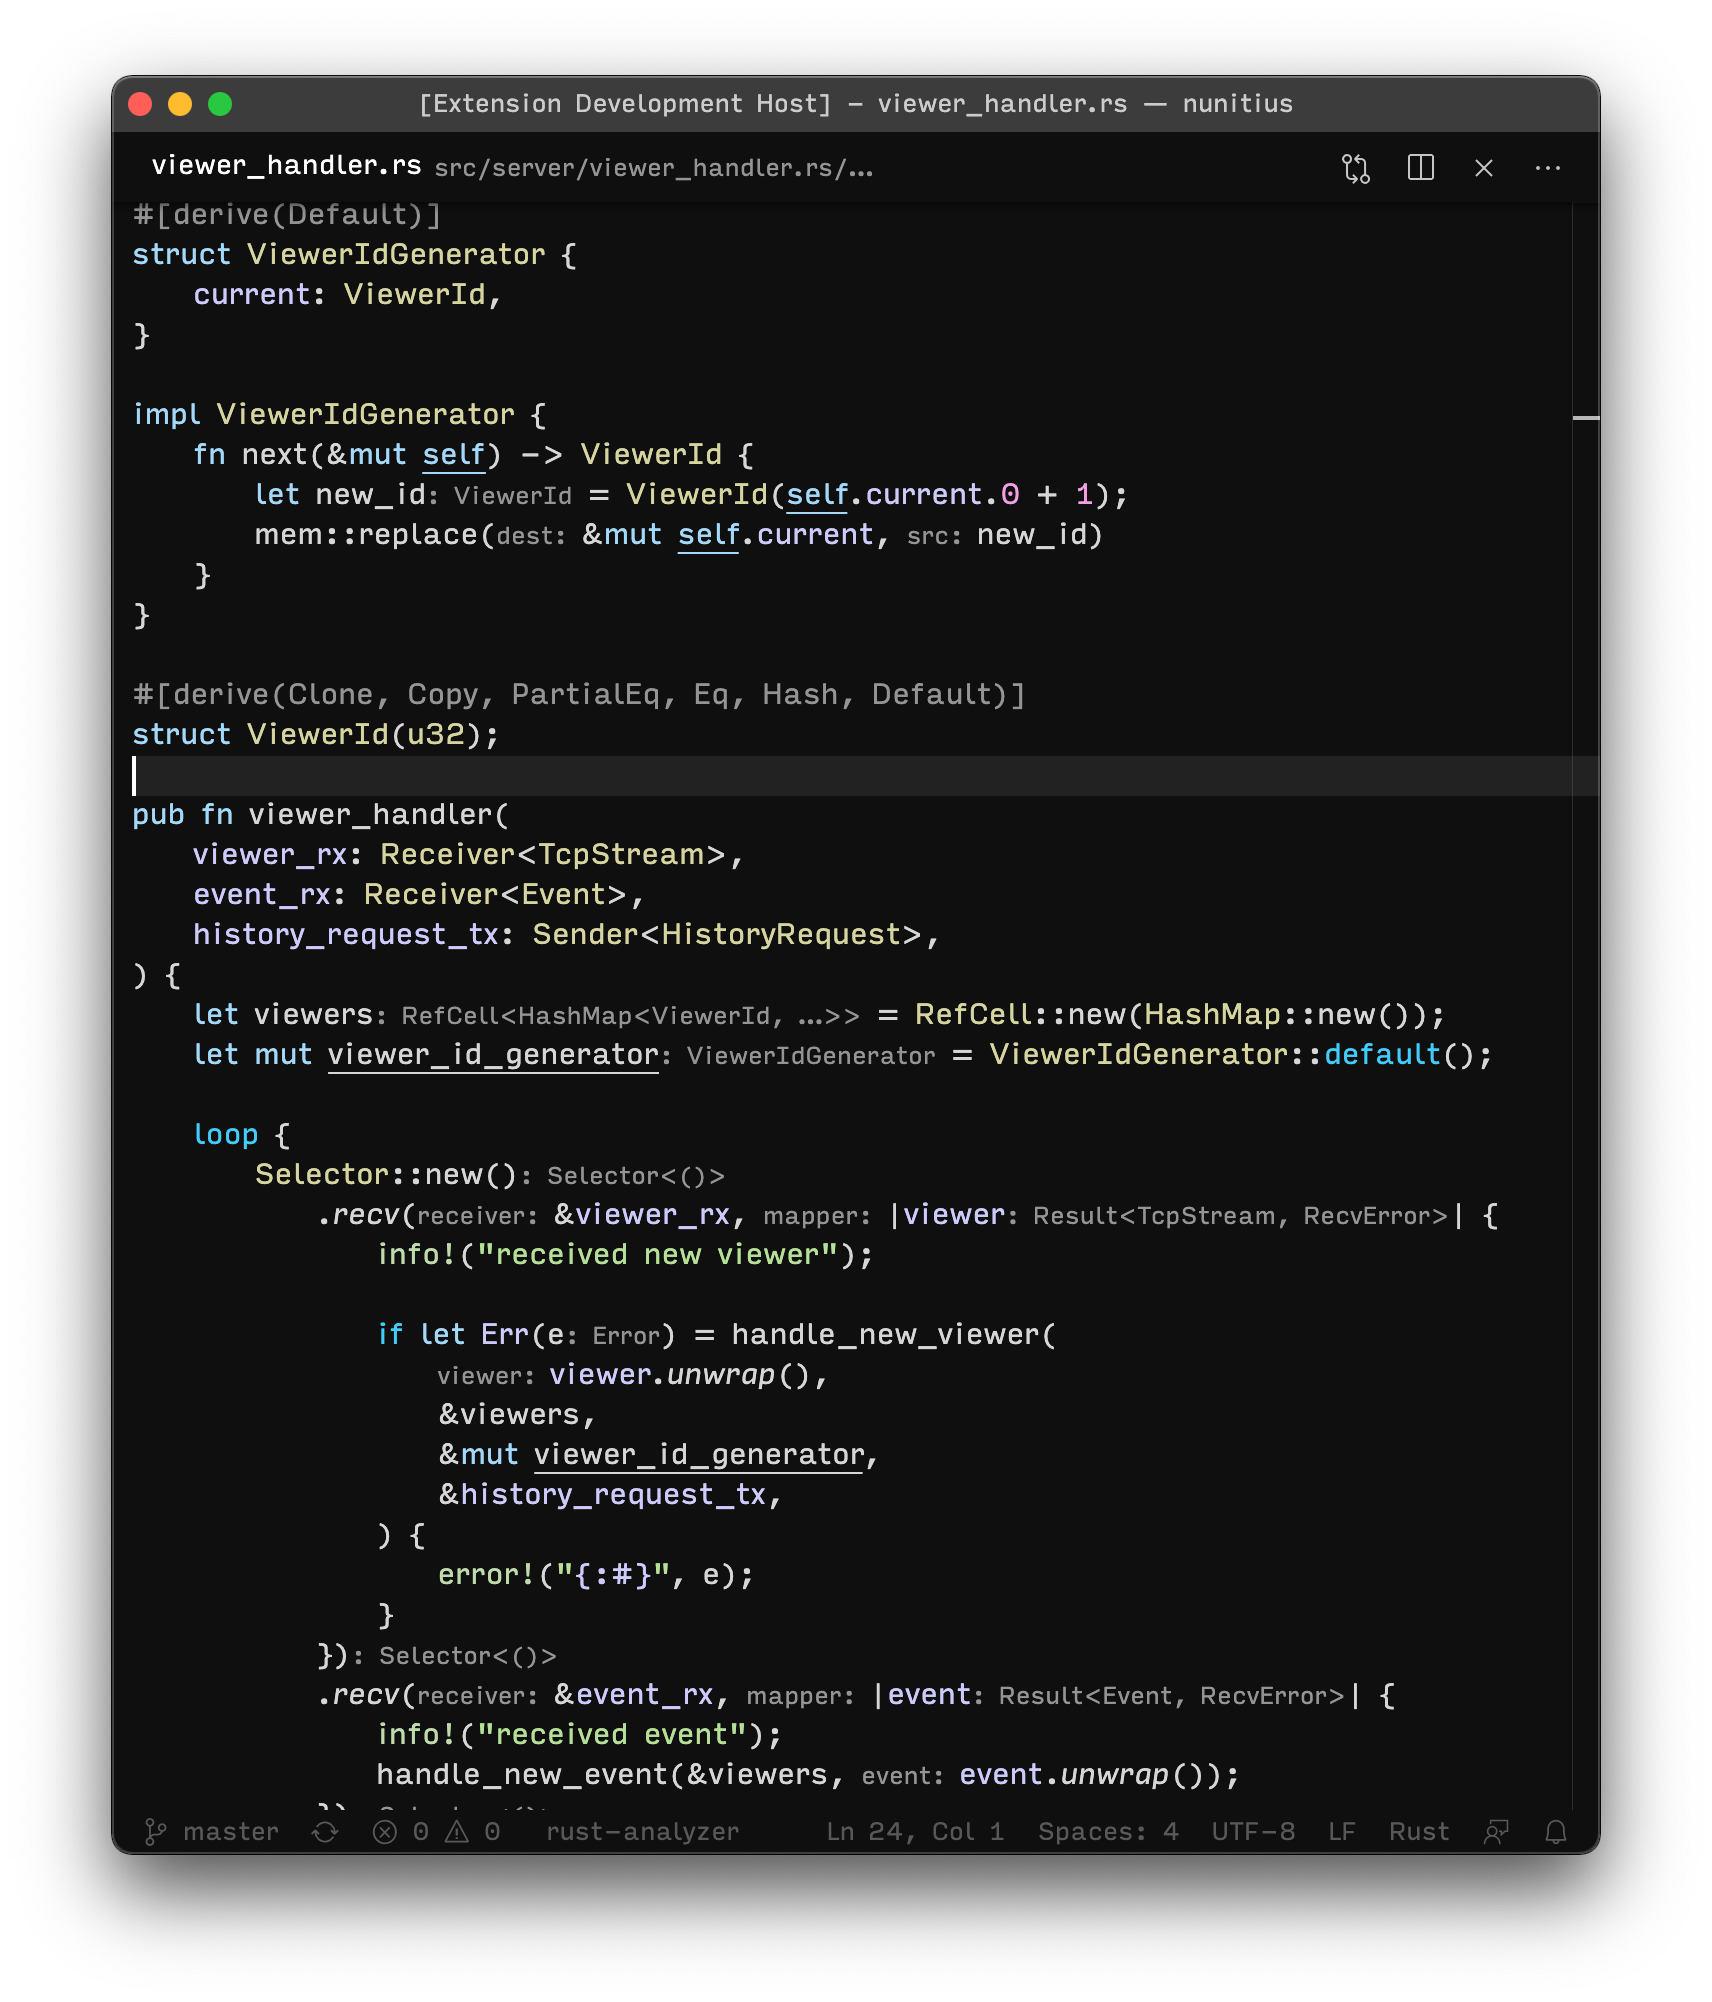 [Extension Development Host] – viewer_handler.rs — nunitius
viewer_handler.rs src/server/viewer_handler.rs/...
#[derive(Default)]
struct ViewerIdGenerator {
    current: ViewerId,
}
impl ViewerIdGenerator {
    fn next(&mut self) -> ViewerId {
        let new_id: ViewerId = ViewerId(self.current.0 + 1);
        mem::replace(dest: &mut self.current, src: new_id)
    }
}
#[derive(Clone, Copy, PartialEq, Eq, Hash, Default)]
struct ViewerId(u32);
pub fn viewer_handler(
    viewer_rx: Receiver<TcpStream>,
    event_rx: Receiver<Event>,
    history_request_tx: Sender<HistoryRequest>,
) {
    let viewers: RefCell<HashMap<ViewerId, ...>> = RefCell::new(HashMap::new());
    let mut viewer_id_generator: ViewerIdGenerator = ViewerIdGenerator::default();
    loop {
        Selector::new(): Selector<()>
            .recv(receiver: &viewer_rx, mapper: |viewer: Result<TcpStream, RecvError>| {
                info!("received new viewer");
                if let Err(e: Error) = handle_new_viewer(
                    viewer: viewer.unwrap(),
                    &viewers,
                    &mut viewer_id_generator,
                    &history_request_tx,
                ) {
                    error!("{:#}", e);
                }
            }): Selector<()>
            .recv(receiver: &event_rx, mapper: |event: Result<Event, RecvError>| {
                info!("received event");
                handle_new_event(&viewers, event: event.unwrap());
master 0 0 rust-analyzer Ln 24, Col 1 Spaces: 4 UTF-8 LF Rust